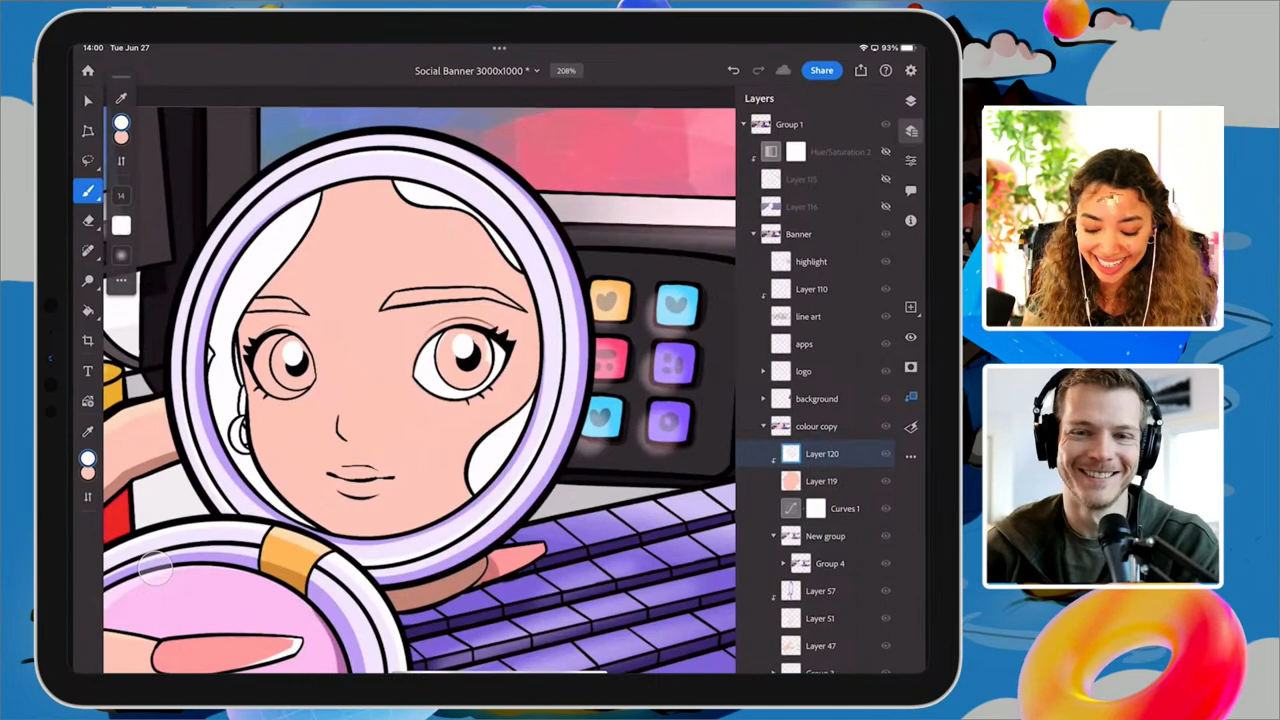 14:00 Tue Jun 27
93%
Social Banner 3000x1000 *
208%
Share
Layers
Group 1
Hue/Saturation 2
Layer 115
Layer 116
Banner
highlight
Layer 110
line art
apps
logo
background
colour copy
Layer 120
Layer 119
Curves 1
New group
Group 4
Layer 57
Layer 51
Layer 47
14
T